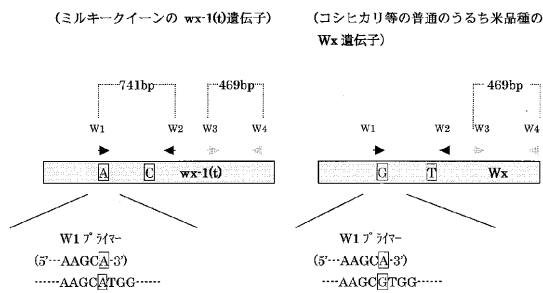 (ミルキークイーンの wx-1(t)遺伝子)
741bp
469bp
W1 W2 W3 W4
A C wx-1(t)
W1 プライマー
(5'…AAGCA-3')
------AAGCATGG------
(コシヒカリ等の普通のうるち米品種の
Wx 遺伝子)
469bp
W1 W2 W3 W4
G T Wx
W1 プライマー
(5'…AAGCA-3')
----AAGCGTGG------